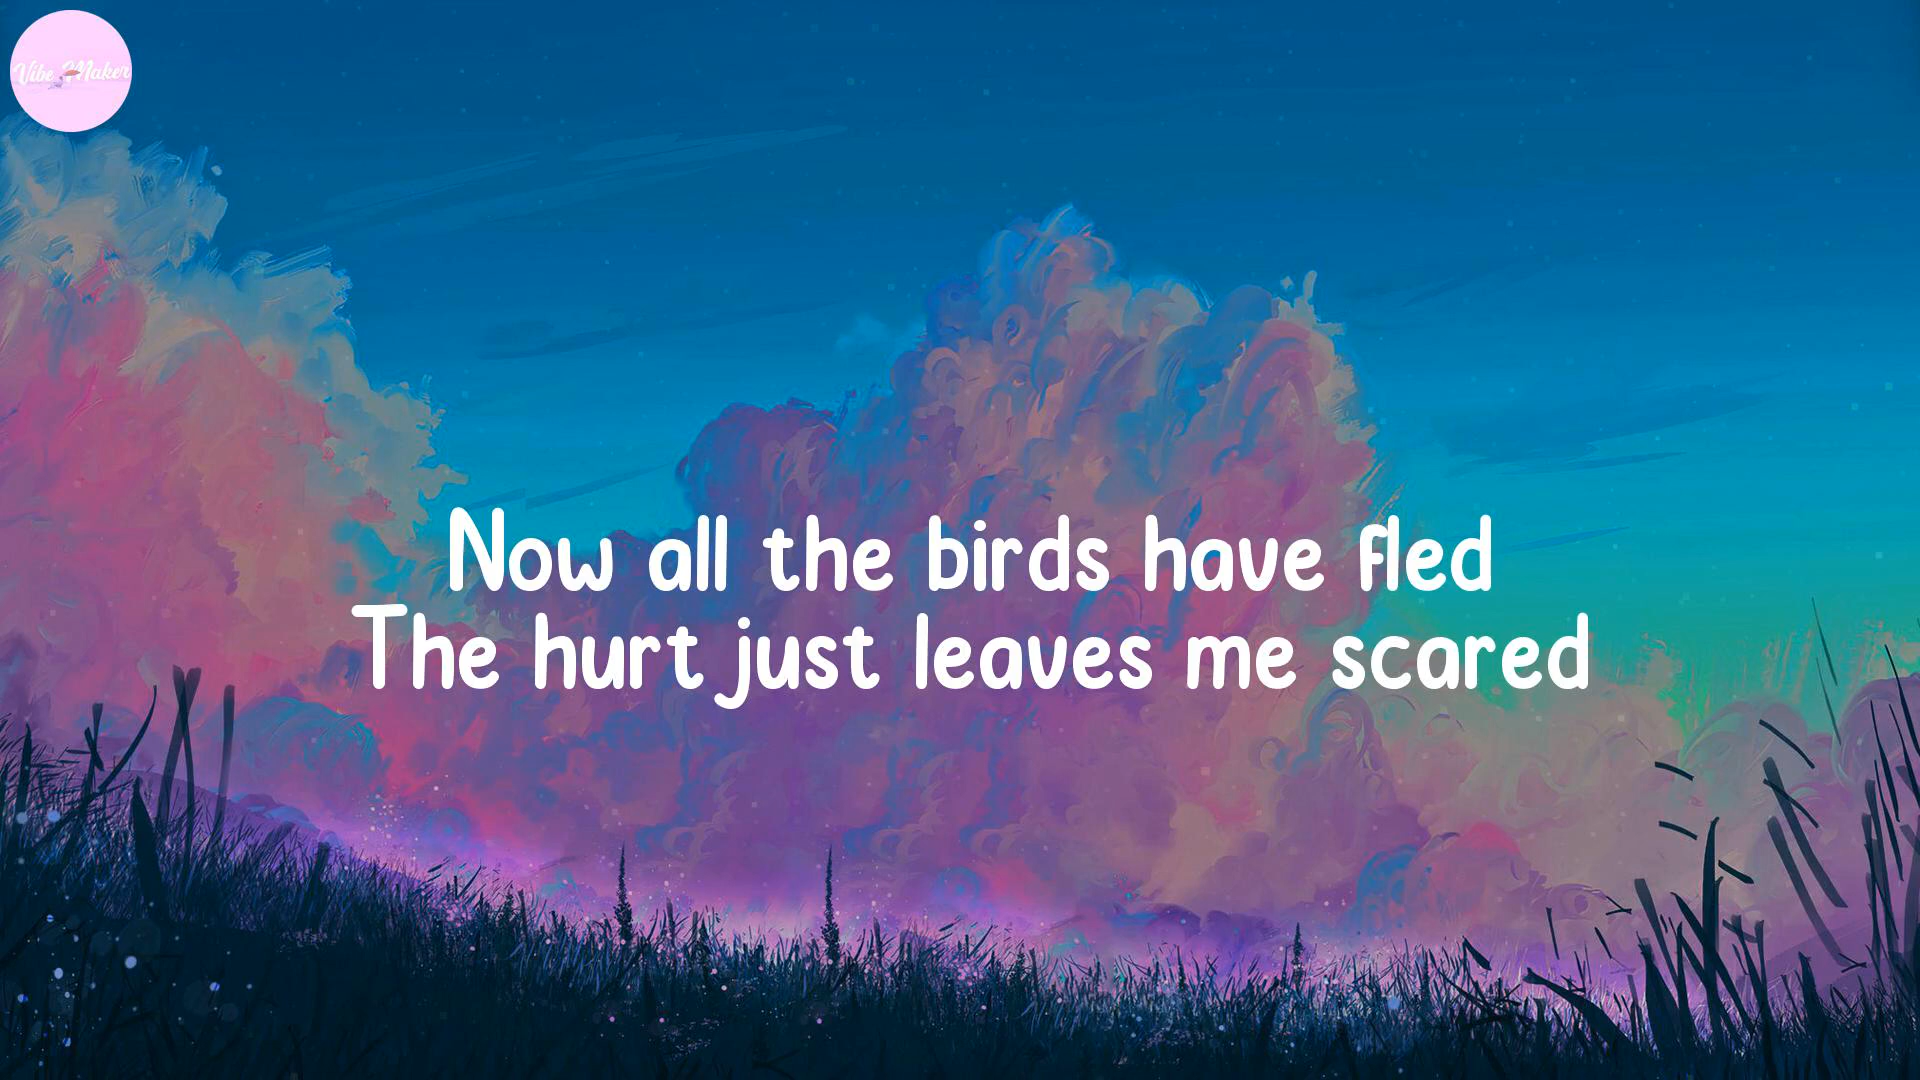 Vibe Maker
Now all the birds have fled
The hurt just leaves me scared